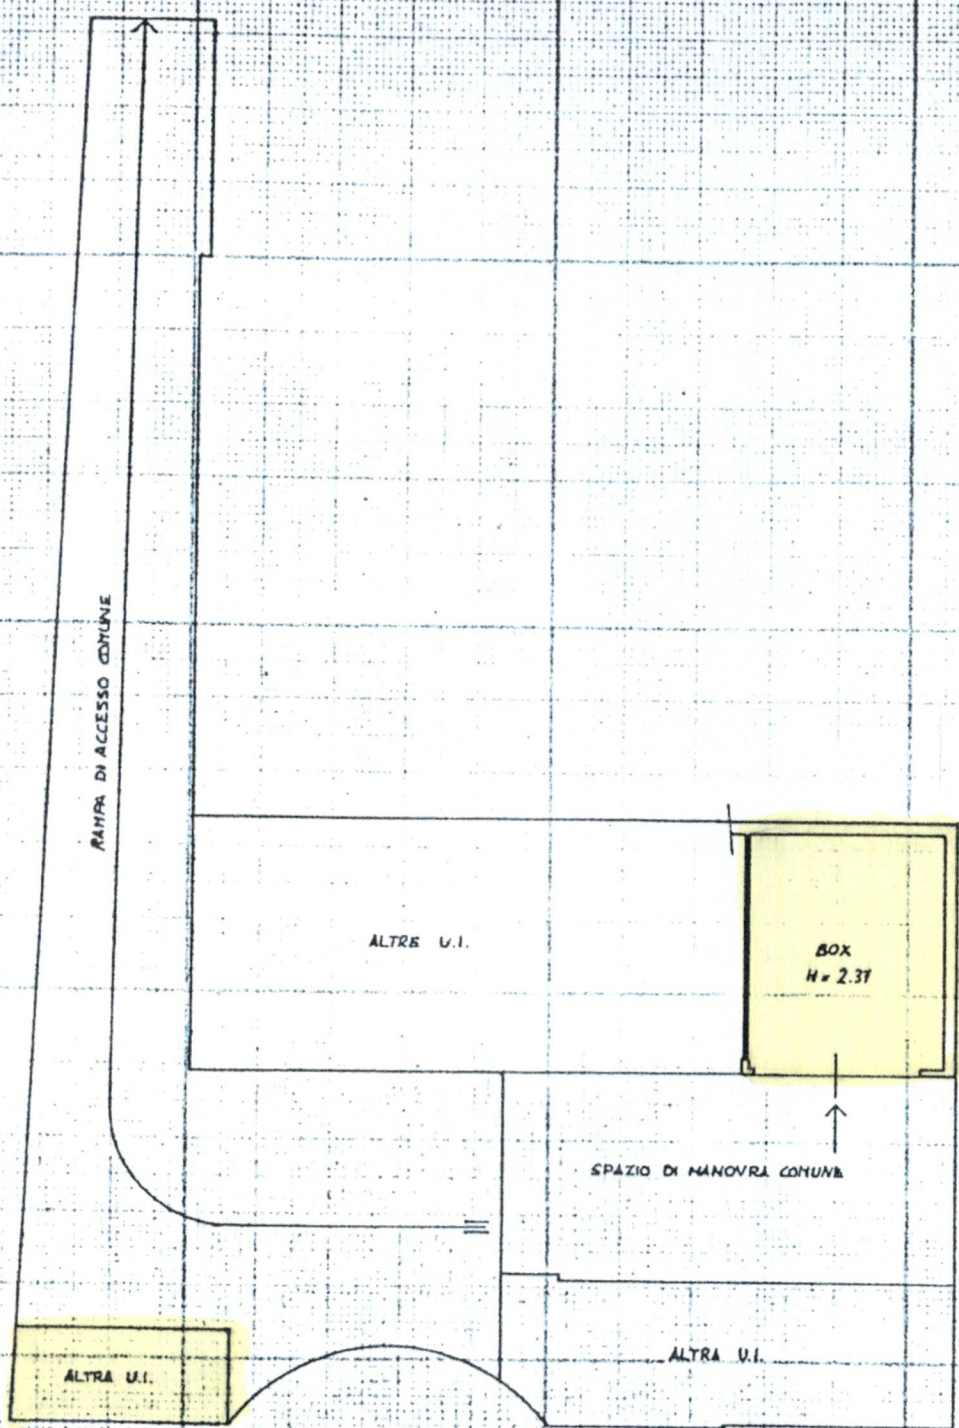 RAMPA DI ACCESSO COMUNE
ALTRE U.I.
BOX
H = 2.37
SPAZIO DI MANOVRA COMUNE
ALTRA U.I.
ALTRA U.I.